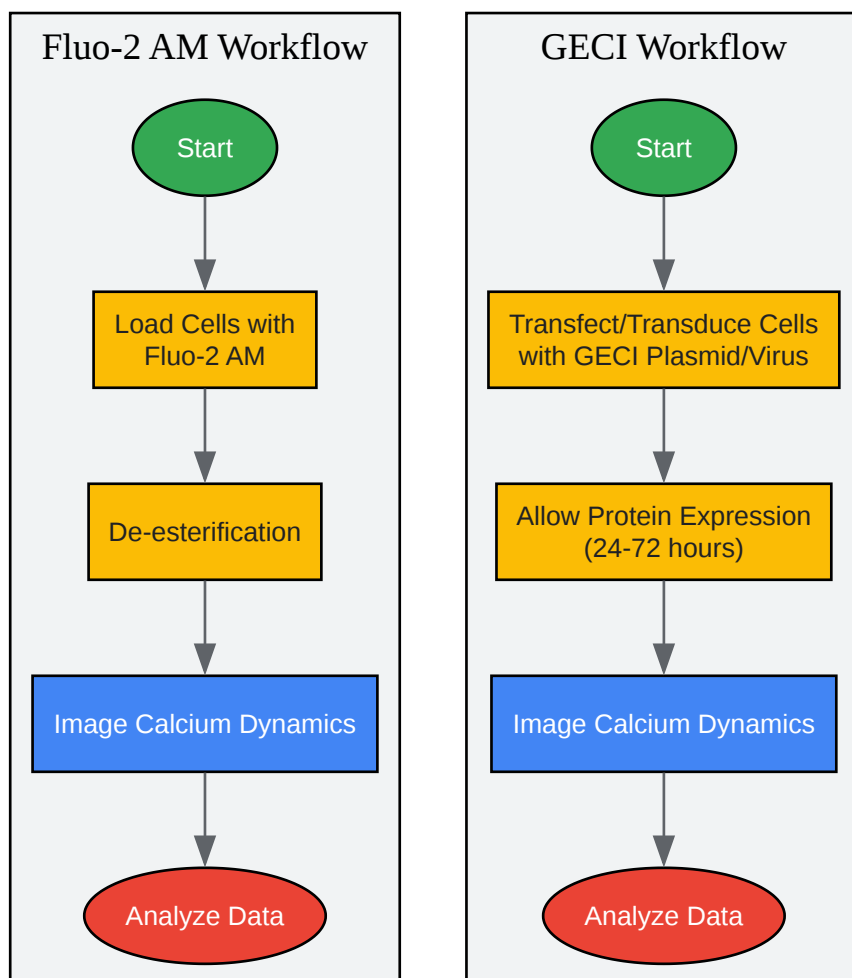 Fluo-2 AM Workflow
Start
Load Cells with
Fluo-2 AM
De-esterification
Image Calcium Dynamics
Analyze Data
GECI Workflow
Start
Transfect/Transduce Cells
with GECI Plasmid/Virus
Allow Protein Expression
(24-72 hours)
Image Calcium Dynamics
Analyze Data